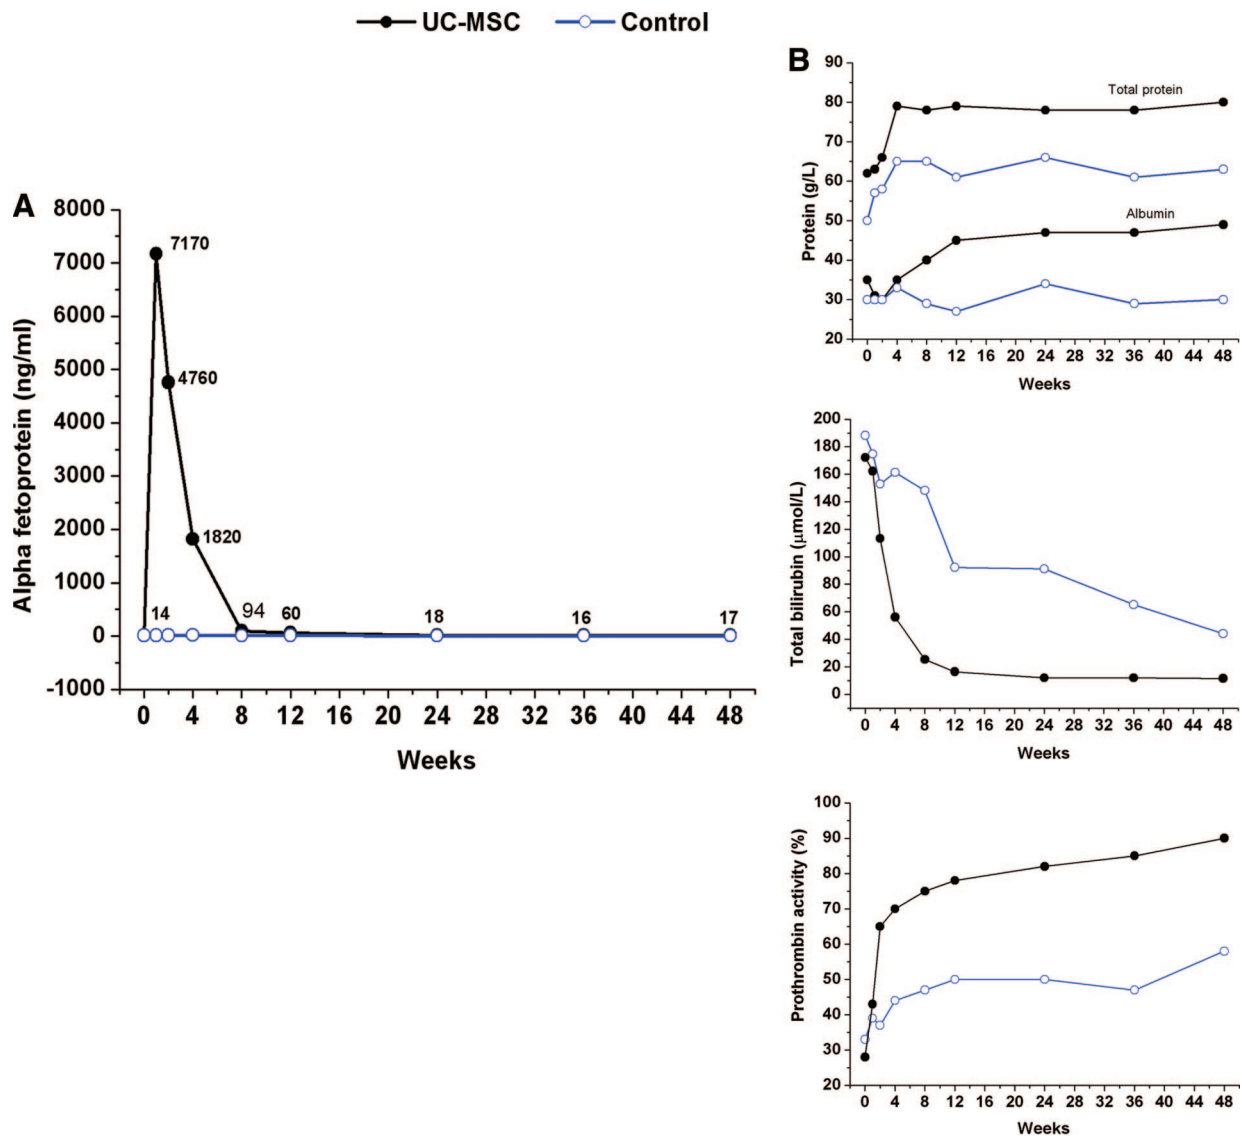 UC-MSC Control
A
8000
7000
6000
5000
4000
3000
2000
1000
0
-1000
Alpha fetoprotein (ng/ml)
7170
4760
1820
14 94 60 18 16 17
0 4 8 12 16 20 24 28 32 36 40 44 48
Weeks
B
90
80
70
60
50
40
30
20
Protein (g/L)
Total protein
Albumin
0 4 8 12 16 20 24 28 32 36 40 44 48
Weeks
200
180
160
140
120
100
80
60
40
20
0
Total bilirubin (μmol/L)
0 4 8 12 16 20 24 28 32 36 40 44 48
Weeks
100
90
80
70
60
50
40
30
20
Prothrombin activity (%)
0 4 8 12 16 20 24 28 32 36 40 44 48
Weeks